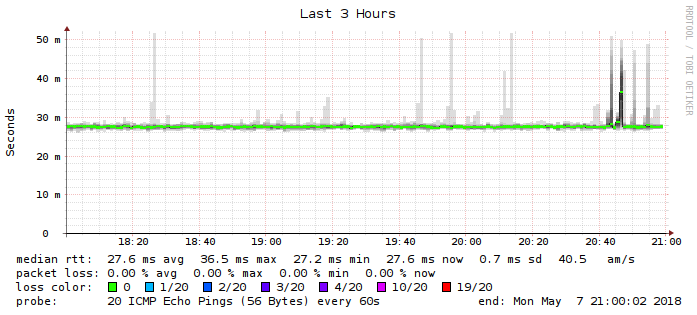 Last 3 Hours
RRDTOOL / TOBI OETIKER
Seconds
50 m
40 m
30 m
20 m
10 m
0
18:20 18:40 19:00 19:20 19:40 20:00 20:20 20:40 21:00
median rtt: 27.6 ms avg 36.5 ms max 27.2 ms min 27.6 ms now 0.7 ms sd 40.5 am/s
packet loss: 0.00 % avg 0.00 % max 0.00 % min 0.00 % now
loss color: 0 1/20 2/20 3/20 4/20 10/20 19/20
probe: 20 ICMP Echo Pings (56 Bytes) every 60s end: Mon May 7 21:00:02 2018